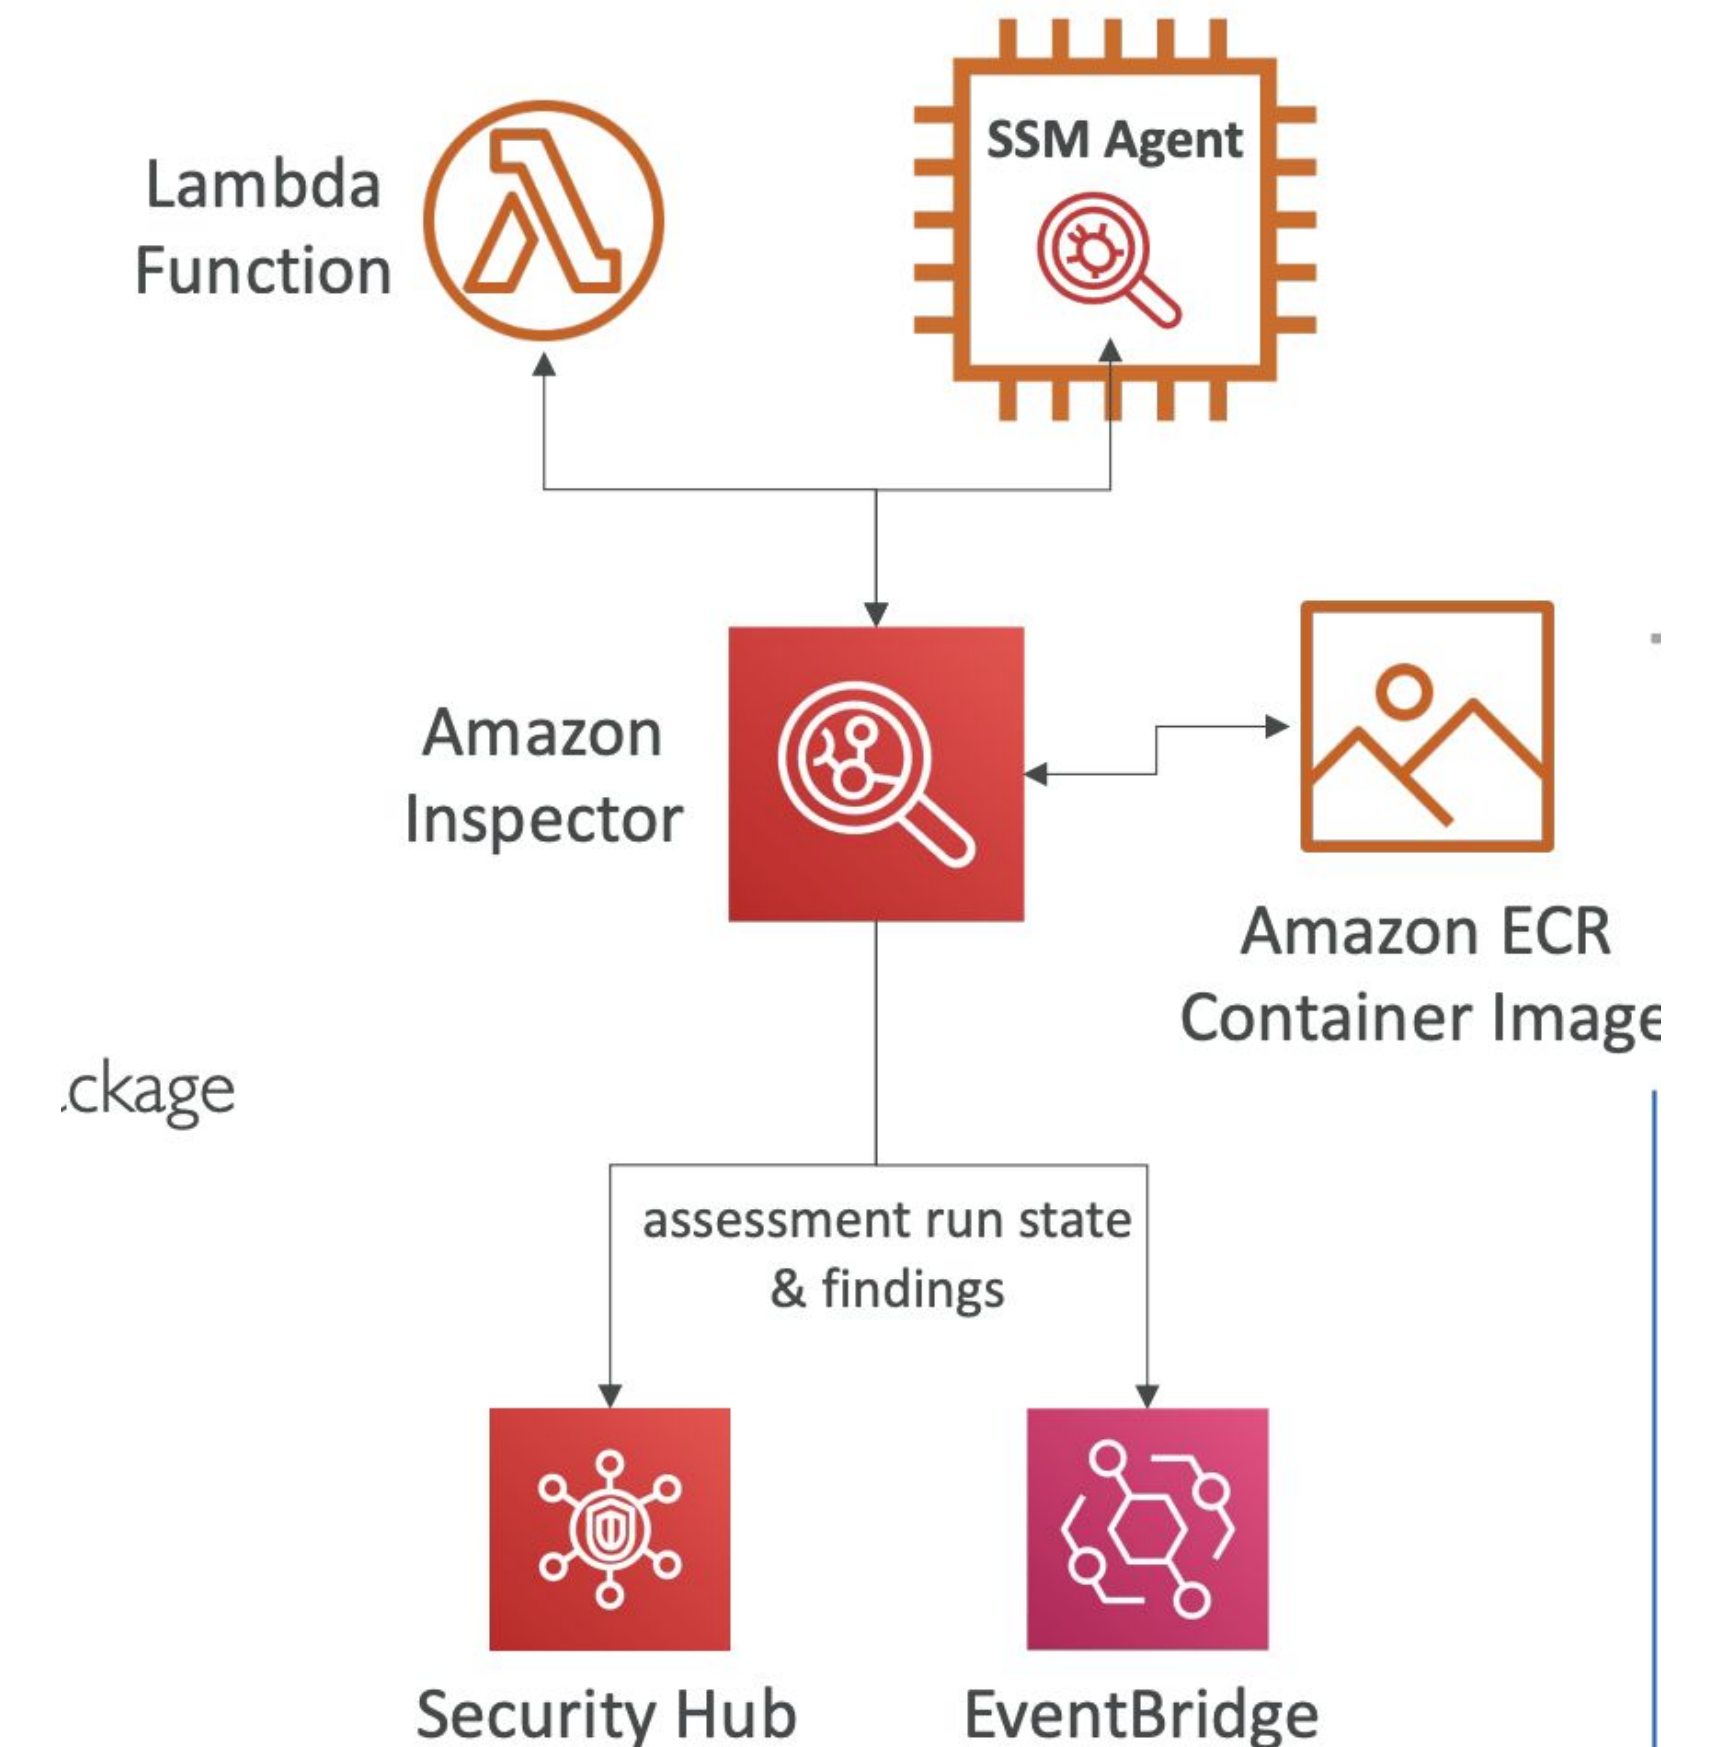 SSM Agent
Lambda
Function
Amazon
Inspector
Amazon ECR
Container Image
ckage
assessment run state
& findings
Security Hub
EventBridge